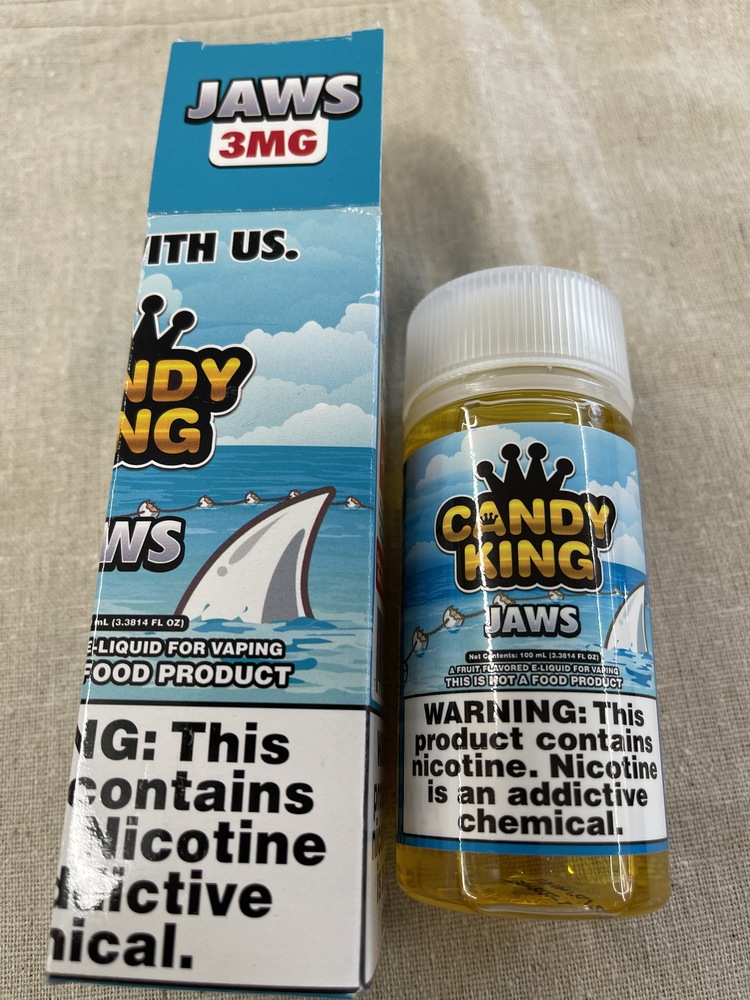 JAWS
3MG
ITH US.
NDY
NG
WS
mL (3.3814 FL OZ)
E-LIQUID FOR VAPING
FOOD PRODUCT
IG: This
contains
Nicotine
dictive
ical.
CANDY
KING
JAWS
Net Contents: 100 mL (3.3814 FL OZ)
A FRUIT FLAVORED E-LIQUID FOR VAPING
THIS IS NOT A FOOD PRODUCT
WARNING: This
product contains
nicotine. Nicotine
is an addictive
chemical.